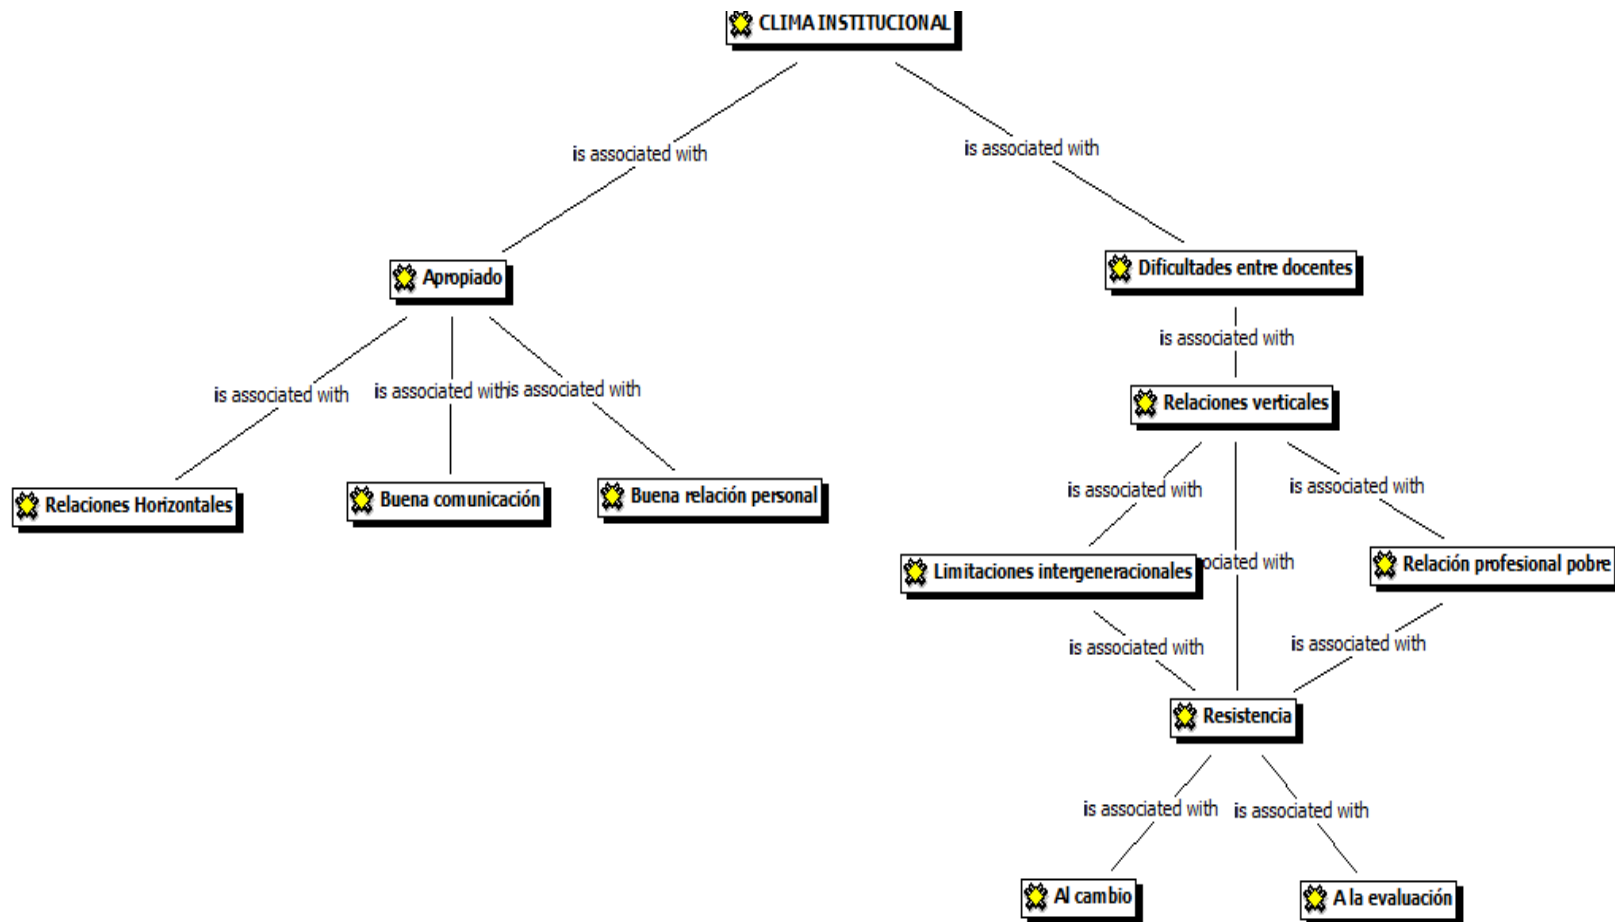 CLIMA INSTITUCIONAL
is associated with
is associated with
Apropiado
Dificultades entre docentes
is associated with
Relaciones verticales
is associated with
is associated with
is associated with
Relaciones Horizontales
Buena comunicación
Buena relación personal
is associated with
is associated with
Limitaciones intergeneracionales
ociated with
Relación profesional pobre
is associated with
is associated with
Resistencia
is associated with
is associated with
Al cambio
A la evaluación